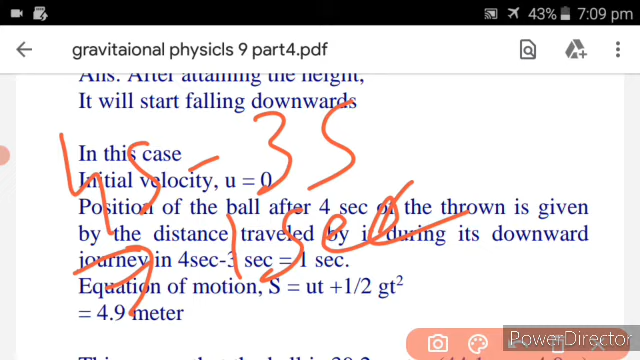 43% 7:09 pm
gravitaional physicls 9 part4.pdf
Ans. After attaining the height,
It will start falling downwards
4S - 3S
1 Sec
In this case
Initial velocity, u = 0
Position of the ball after 4 sec of the thrown is given
by the distance traveled by it during its downward
journey in 4sec-3 sec = 1 sec.
Equation of motion, S = ut +1/2 gt²
= 4.9 meter
PowerDirector